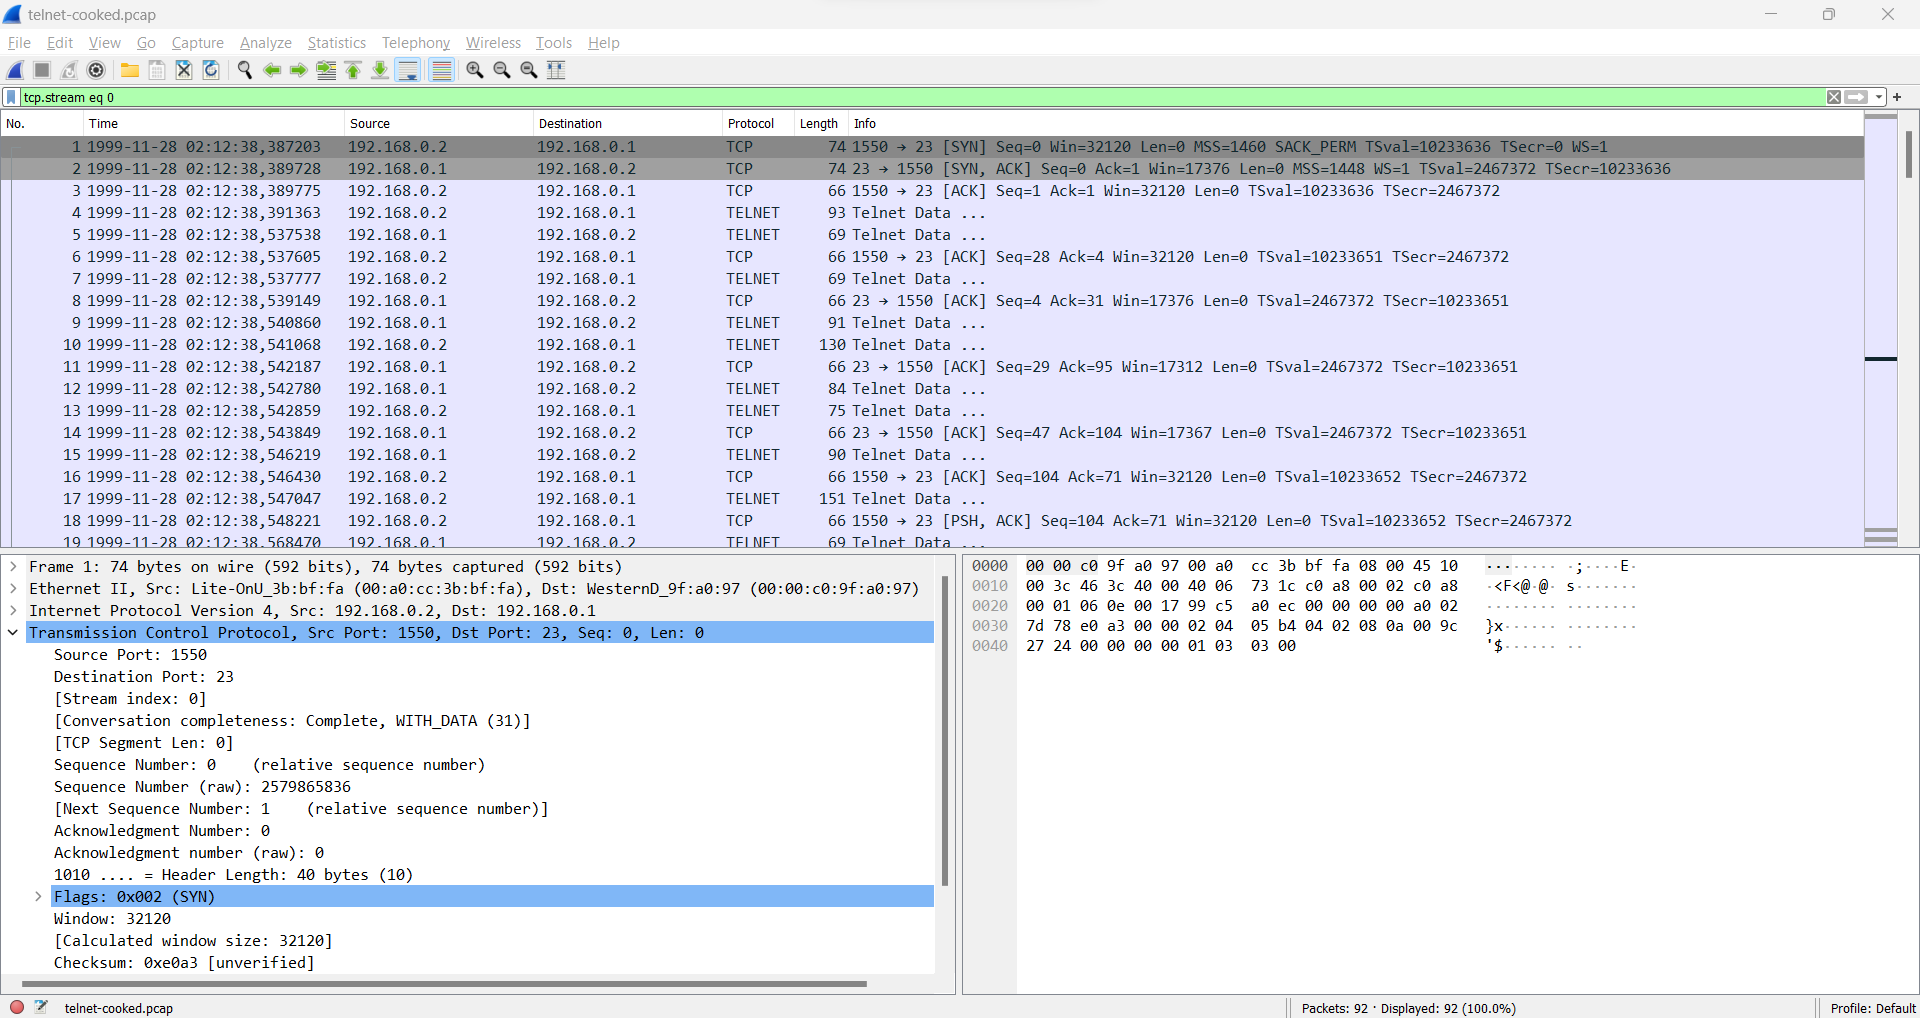 telnet-cooked.pcap
File Edit View Go Capture Analyze Statistics Telephony Wireless Tools Help
tcp.stream eq 0
No. Time Source Destination Protocol Length Info
1 1999-11-28 02:12:38,387203 192.168.0.2 192.168.0.1 TCP 74 1550 → 23 [SYN] Seq=0 Win=32120 Len=0 MSS=1460 SACK_PERM TSval=10233636 TSecr=0 WS=1
2 1999-11-28 02:12:38,389728 192.168.0.1 192.168.0.2 TCP 74 23 → 1550 [SYN, ACK] Seq=0 Ack=1 Win=17376 Len=0 MSS=1448 WS=1 TSval=2467372 TSecr=10233636
3 1999-11-28 02:12:38,389775 192.168.0.2 192.168.0.1 TCP 66 1550 → 23 [ACK] Seq=1 Ack=1 Win=32120 Len=0 TSval=10233636 TSecr=2467372
4 1999-11-28 02:12:38,391363 192.168.0.2 192.168.0.1 TELNET 93 Telnet Data ...
5 1999-11-28 02:12:38,537538 192.168.0.1 192.168.0.2 TELNET 69 Telnet Data ...
6 1999-11-28 02:12:38,537605 192.168.0.2 192.168.0.1 TCP 66 1550 → 23 [ACK] Seq=28 Ack=4 Win=32120 Len=0 TSval=10233651 TSecr=2467372
7 1999-11-28 02:12:38,537777 192.168.0.2 192.168.0.1 TELNET 69 Telnet Data ...
8 1999-11-28 02:12:38,539149 192.168.0.1 192.168.0.2 TCP 66 23 → 1550 [ACK] Seq=4 Ack=31 Win=17376 Len=0 TSval=2467372 TSecr=10233651
9 1999-11-28 02:12:38,540860 192.168.0.1 192.168.0.2 TELNET 91 Telnet Data ...
10 1999-11-28 02:12:38,541068 192.168.0.2 192.168.0.1 TELNET 130 Telnet Data ...
11 1999-11-28 02:12:38,542187 192.168.0.1 192.168.0.2 TCP 66 23 → 1550 [ACK] Seq=29 Ack=95 Win=17312 Len=0 TSval=2467372 TSecr=10233651
12 1999-11-28 02:12:38,542780 192.168.0.1 192.168.0.2 TELNET 84 Telnet Data ...
13 1999-11-28 02:12:38,542859 192.168.0.2 192.168.0.1 TELNET 75 Telnet Data ...
14 1999-11-28 02:12:38,543849 192.168.0.1 192.168.0.2 TCP 66 23 → 1550 [ACK] Seq=47 Ack=104 Win=17367 Len=0 TSval=2467372 TSecr=10233651
15 1999-11-28 02:12:38,546219 192.168.0.1 192.168.0.2 TELNET 90 Telnet Data ...
16 1999-11-28 02:12:38,546430 192.168.0.2 192.168.0.1 TCP 66 1550 → 23 [ACK] Seq=104 Ack=71 Win=32120 Len=0 TSval=10233652 TSecr=2467372
17 1999-11-28 02:12:38,547047 192.168.0.2 192.168.0.1 TELNET 151 Telnet Data ...
18 1999-11-28 02:12:38,548221 192.168.0.2 192.168.0.1 TCP 66 1550 → 23 [PSH, ACK] Seq=104 Ack=71 Win=32120 Len=0 TSval=10233652 TSecr=2467372
19 1999-11-28 02:12:38,568470 192.168.0.1 192.168.0.2 TELNET 69 Telnet Data ...
Frame 1: 74 bytes on wire (592 bits), 74 bytes captured (592 bits)
Ethernet II, Src: Lite-OnU_3b:bf:fa (00:a0:cc:3b:bf:fa), Dst: WesternD_9f:a0:97 (00:00:c0:9f:a0:97)
Internet Protocol Version 4, Src: 192.168.0.2, Dst: 192.168.0.1
Transmission Control Protocol, Src Port: 1550, Dst Port: 23, Seq: 0, Len: 0
Source Port: 1550
Destination Port: 23
[Stream index: 0]
[Conversation completeness: Complete, WITH_DATA (31)]
[TCP Segment Len: 0]
Sequence Number: 0 (relative sequence number)
Sequence Number (raw): 2579865836
[Next Sequence Number: 1 (relative sequence number)]
Acknowledgment Number: 0
Acknowledgment number (raw): 0
1010 .... = Header Length: 40 bytes (10)
Flags: 0x002 (SYN)
Window: 32120
[Calculated window size: 32120]
Checksum: 0xe0a3 [unverified]
0000 00 00 c0 9f a0 97 00 a0 cc 3b bf fa 08 00 45 10 ········ ·;····E·
0010 00 3c 46 3c 40 00 40 06 73 1c c0 a8 00 02 c0 a8 ·<F<@·@· s·······
0020 00 01 06 0e 00 17 99 c5 a0 ec 00 00 00 00 a0 02 ········ ········
0030 7d 78 e0 a3 00 00 02 04 05 b4 04 02 08 0a 00 9c }x······ ········
0040 27 24 00 00 00 00 01 03 03 00 '$······ ··
telnet-cooked.pcap
Packets: 92 · Displayed: 92 (100.0%)
Profile: Default